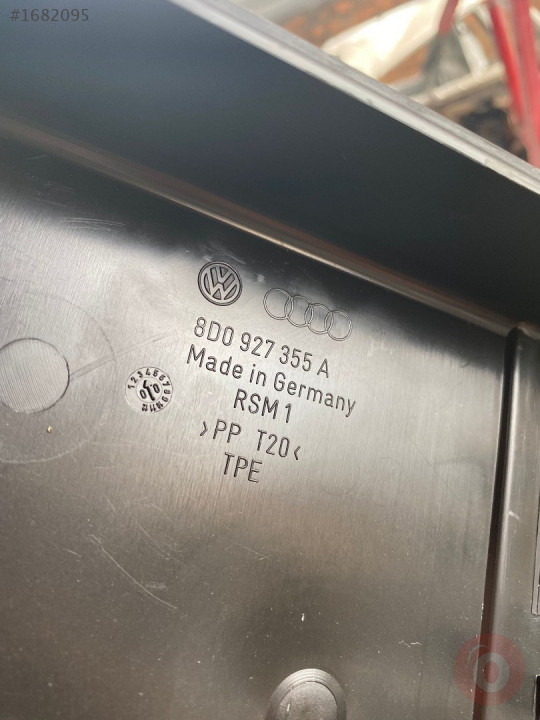 #1682095
8D0 927 355 A
Made in Germany
RSM 1
>PP T20<
TPE